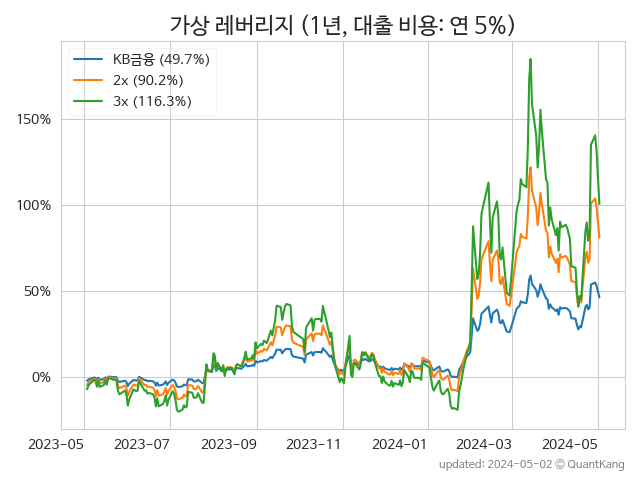 가상 레버리지 (1년, 대출 비용: 연 5%)
KB금융 (49.7%)
2x (90.2%)
3x (116.3%)
150%
100%
50%
0%
2023-05 2023-07 2023-09 2023-11 2024-01 2024-03 2024-05
updated: 2024-05-02 © QuantKang